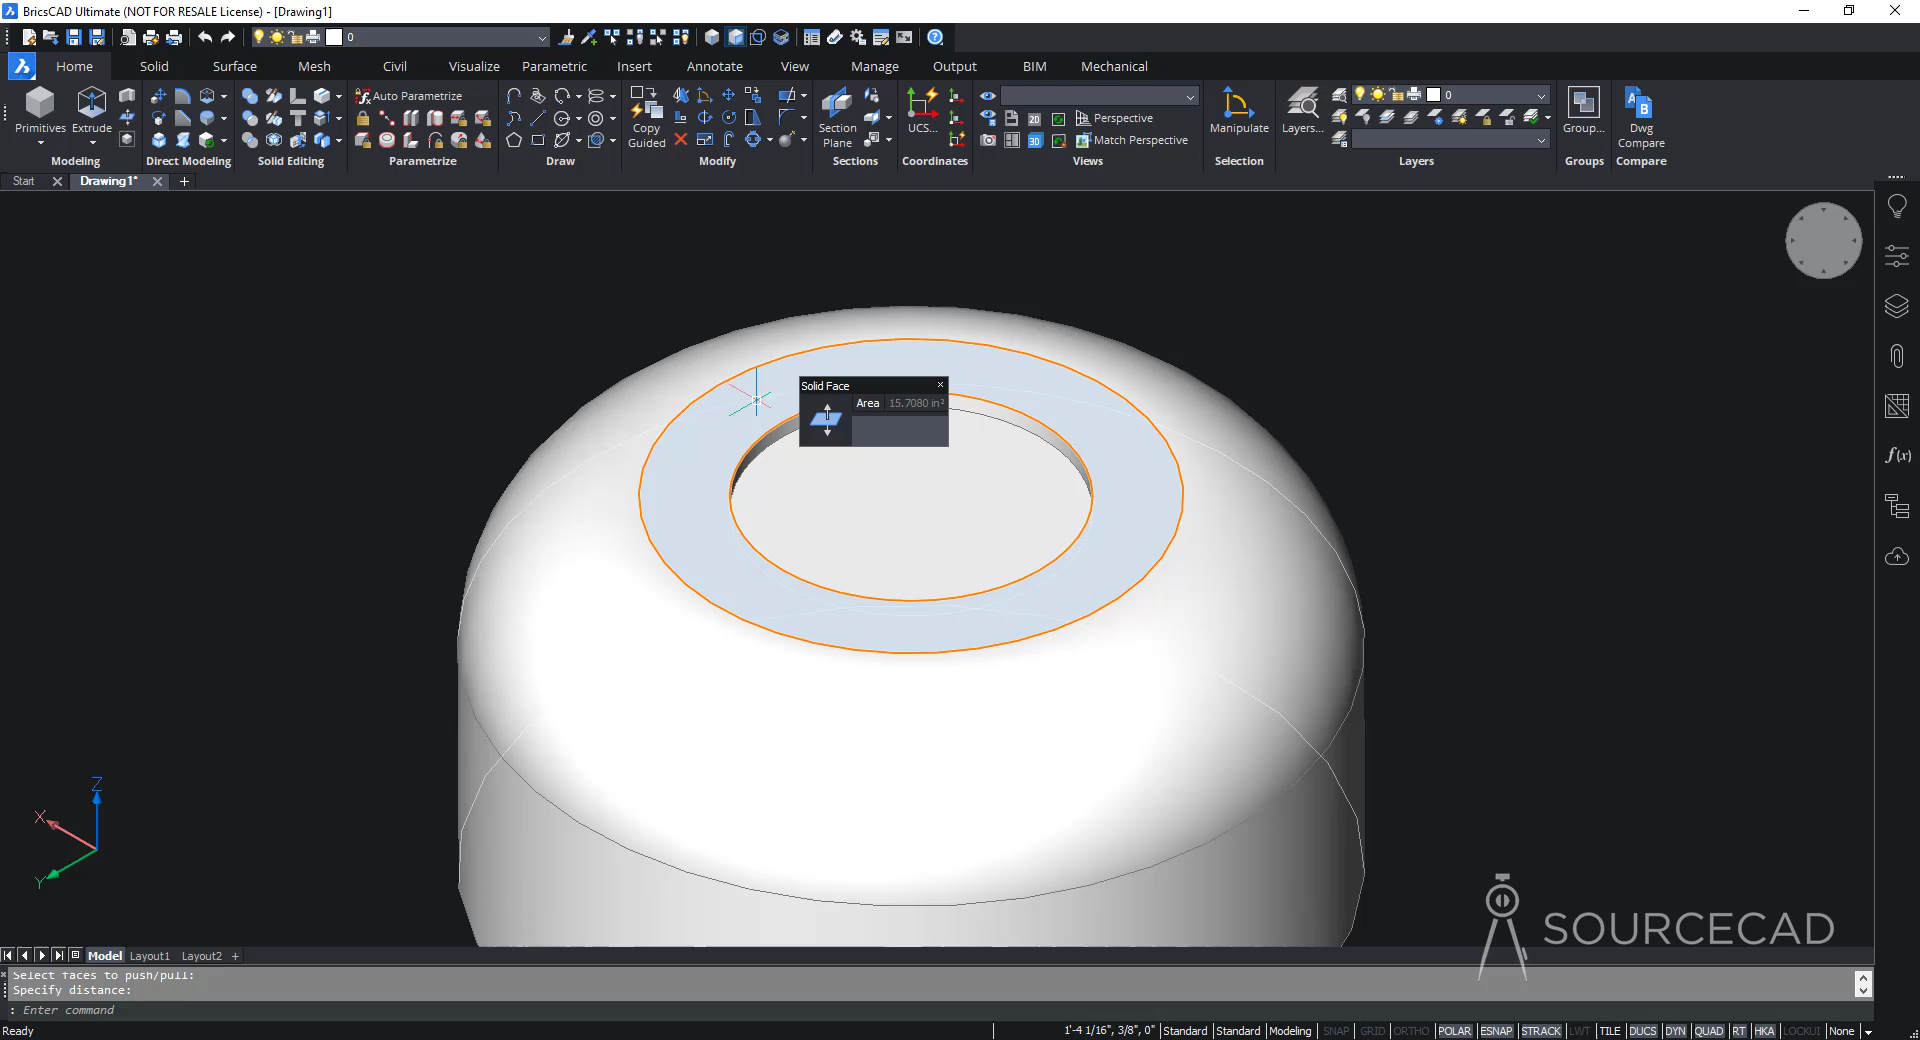 BricsCAD Ultimate (NOT FOR RESALE License) - [Drawing1]
0
Home Solid Surface Mesh Civil Visualize Parametric Insert Annotate View Manage Output BIM Mechanical
Auto Parametrize
0
Primitives Extrude
Copy Guided
Section Plane
UCS...
2D
Perspective
3D
Match Perspective
Manipulate
Layers...
Group...
Dwg Compare
Modeling Direct Modeling Solid Editing Parametrize Draw Modify Sections Coordinates Views Selection Layers Groups Compare
Start Drawing1*
Solid Face
Area 15.7080 in²
f(x)
Z
X
Y
SOURCECAD
Model Layout1 Layout2 +
Select faces to push/pull:
Specify distance:
: Enter command
Ready
1'-4 1/16", 3/8", 0" Standard Standard Modeling SNAP GRID ORTHO POLAR ESNAP STRACK LWT TILE DUCS DYN QUAD RT HKA LOCKUI None